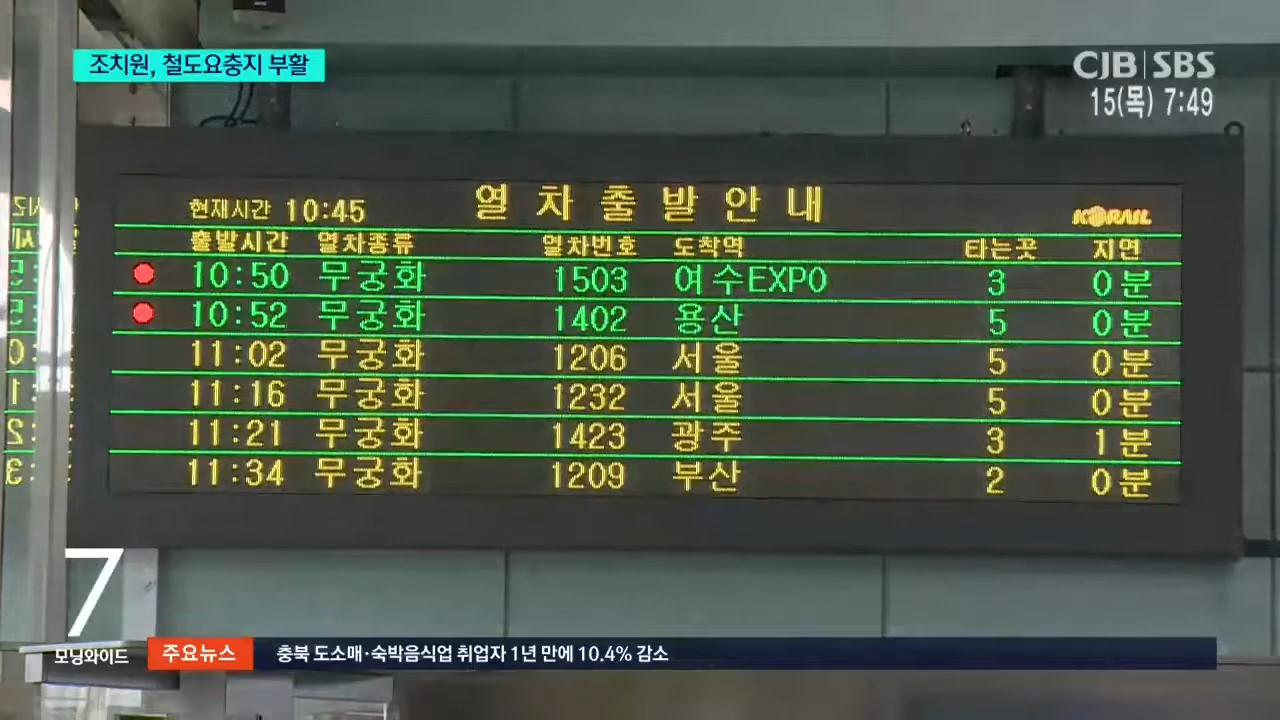 조치원, 철도요충지 부활
CJB SBS
15(목) 7:49
현재시간 10:45 열차출발안내 KORAIL
출발시간 열차종류 열차번호 도착역 타는곳 지연
10:50 무궁화 1503 여수EXPO 3 0분
10:52 무궁화 1402 용산 5 0분
11:02 무궁화 1206 서울 5 0분
11:16 무궁화 1232 서울 5 0분
11:21 무궁화 1423 광주 3 1분
11:34 무궁화 1209 부산 2 0분
7
모닝와이드 주요뉴스 충북 도소매·숙박음식업 취업자 1년 만에 10.4% 감소